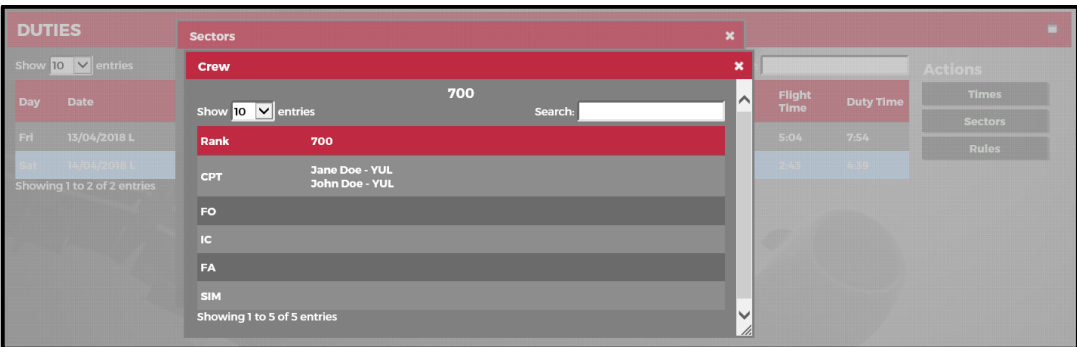 DUTIES
Show 10 entries
Day Date Flight Time Duty Time
Fri 13/04/2018 L 5:04 7:54
Sat 14/04/2018 L 2:43 4:39
Showing 1 to 2 of 2 entries
Sectors
Crew
700
Show 10 entries Search:
Rank 700
CPT Jane Doe - YUL
John Doe - YUL
FO
IC
FA
SIM
Showing 1 to 5 of 5 entries
Actions
Times
Sectors
Rules